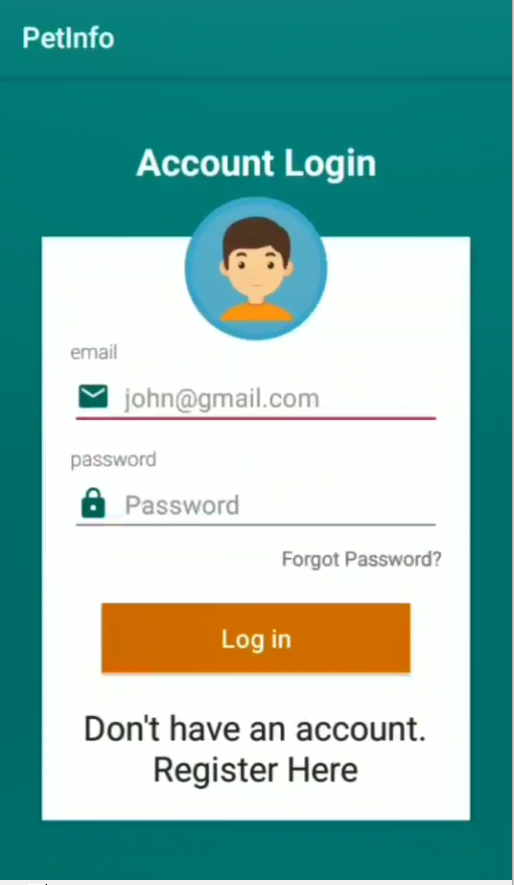 PetInfo
Account Login
email
john@gmail.com
password
Password
Forgot Password?
Log in
Don't have an account.
Register Here